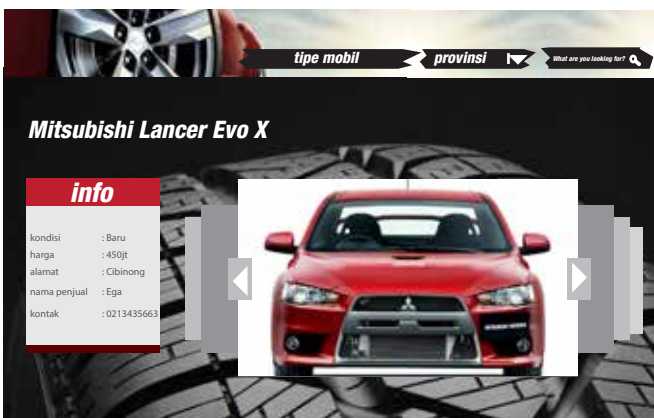 tipe mobil
provinsi
What are you looking for?
Mitsubishi Lancer Evo X
info
kondisi : Baru
harga : 450jt
alamat : Cibinong
nama penjual : Ega
kontak : 0213435663